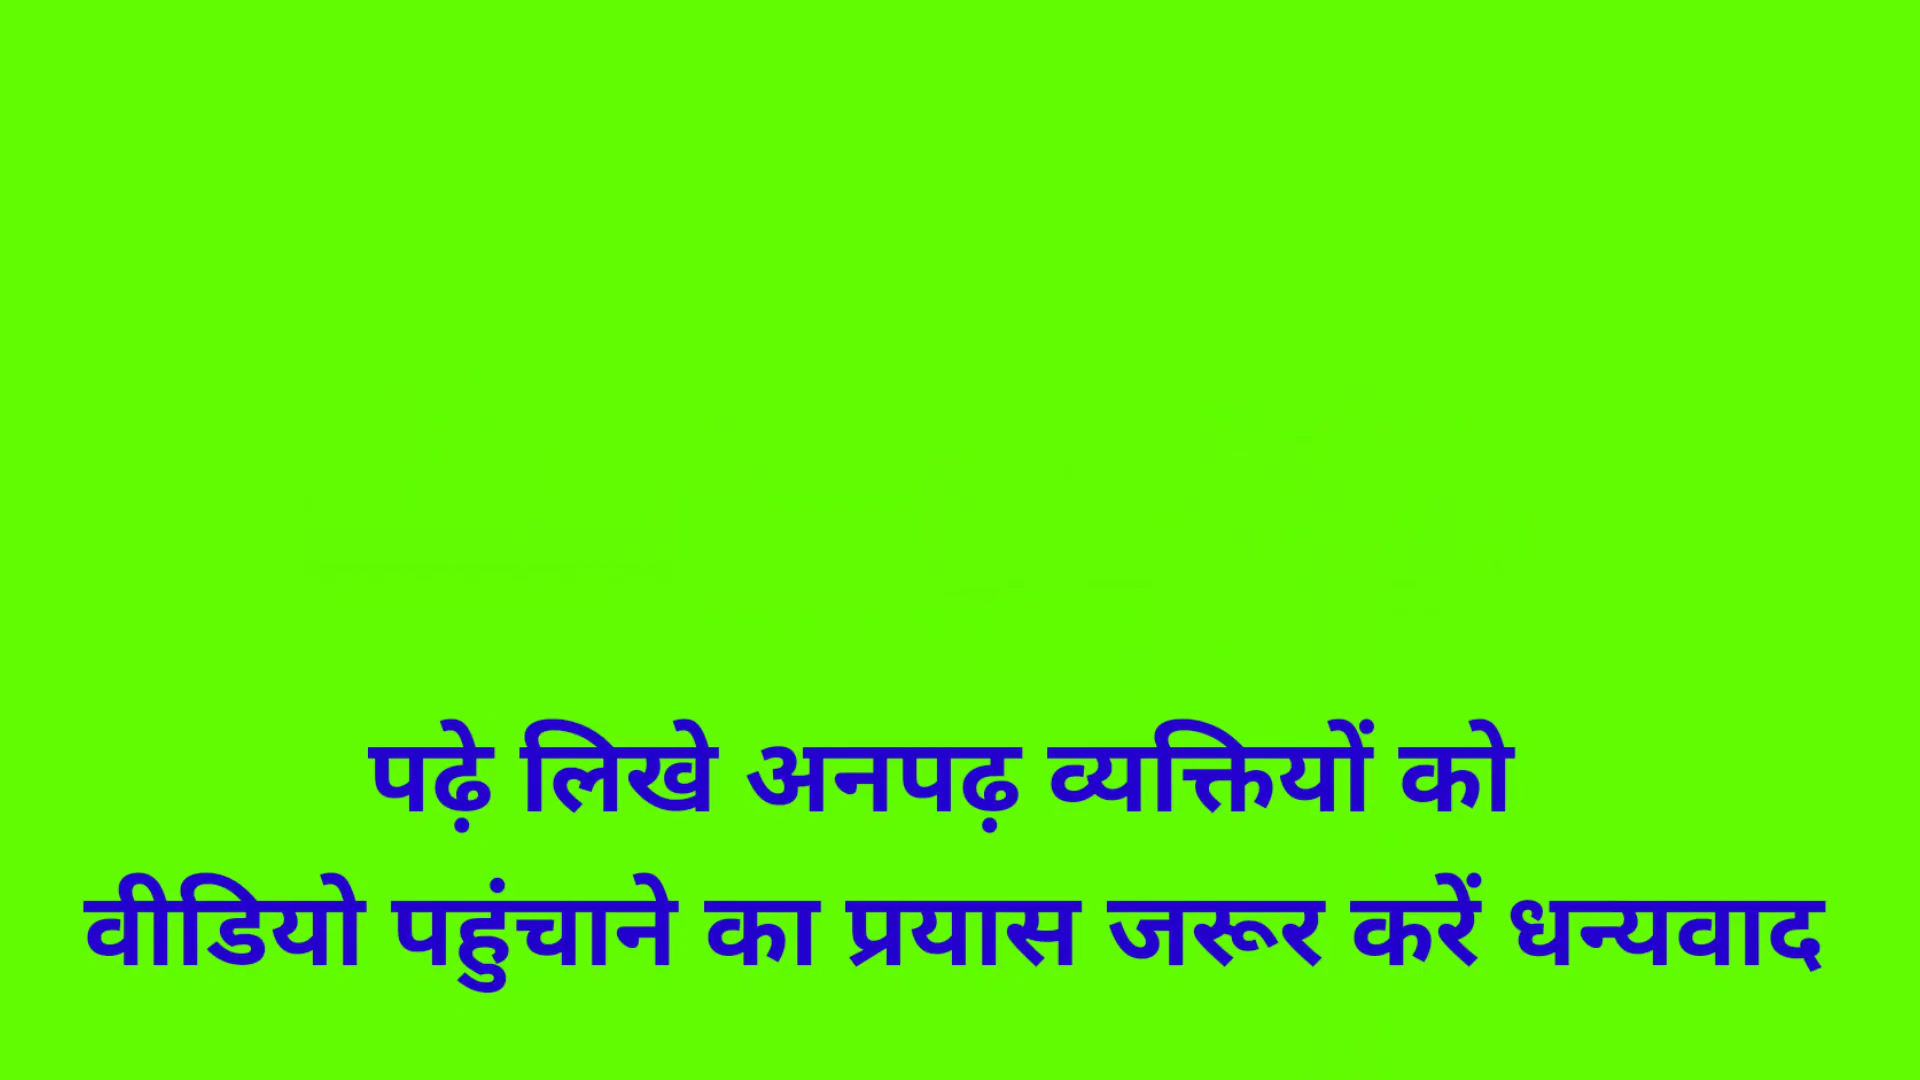 पढ़े लिखे अनपढ़ व्यक्तियों को
वीडियो पहुंचाने का प्रयास जरूर करें धन्यवाद